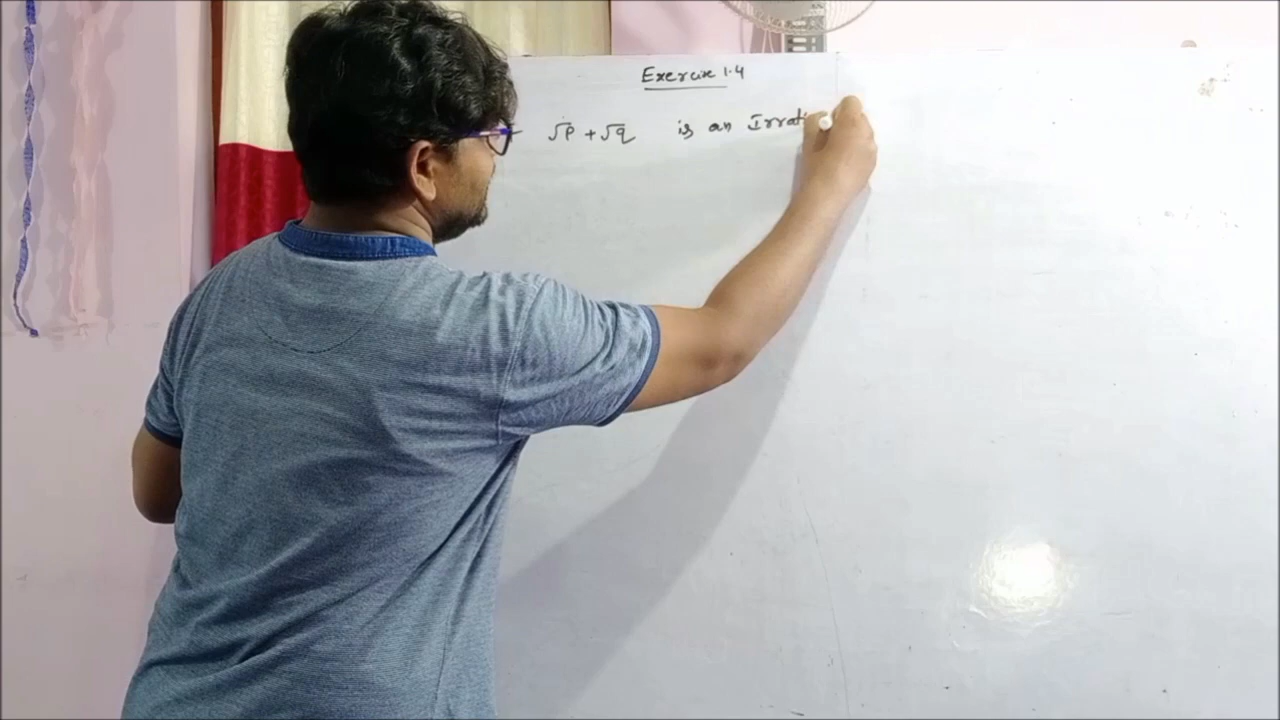 Exercise 1.4
√p + √q is an Irrati